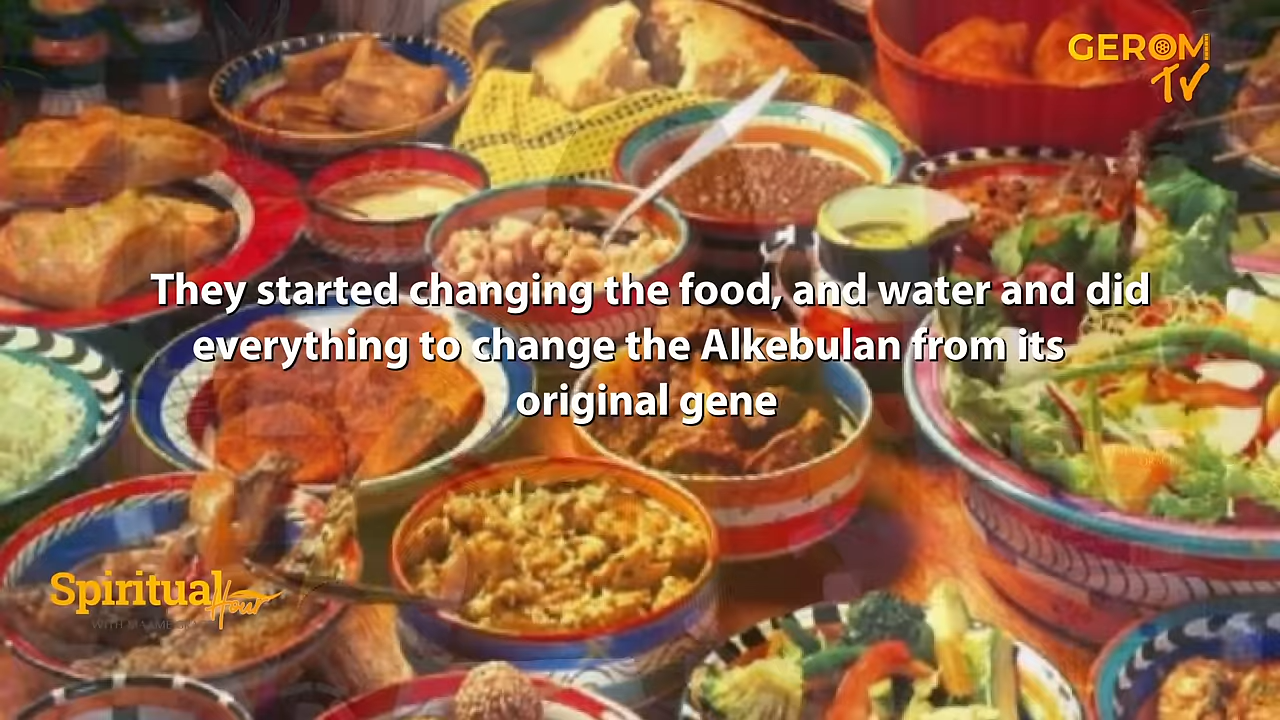 GEROM
TV
They started changing the food, and water and did
everything to change the Alkebulan from its
original gene
Spiritual
Hour
WITH